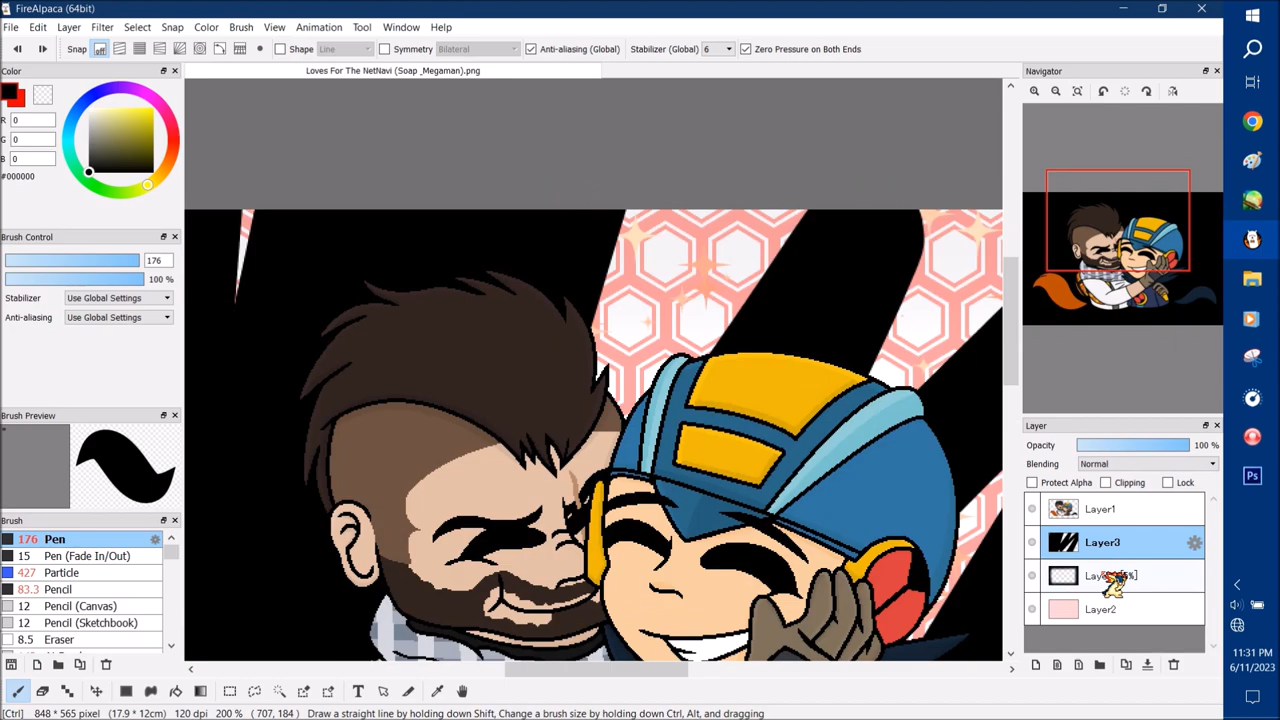 FireAlpaca (64bit)
File Edit Layer Filter Select Snap Color Brush View Animation Tool Window Help
Snap Shape Line Symmetry Bilateral Anti-aliasing (Global) Stabilizer (Global) 6 Zero Pressure on Both Ends
Color
Loves For The NetNavi (Soap _Megaman).png
Navigator
R 0
G 0
B 0
#000000
Brush Control
176
100 %
Stabilizer Use Global Settings
Anti-aliasing Use Global Settings
Brush Preview
Brush
176 Pen
15 Pen (Fade In/Out)
427 Particle
83.3 Pencil
12 Pencil (Canvas)
12 Pencil (Sketchbook)
8.5 Eraser
Layer
Opacity 100 %
Blending Normal
Protect Alpha Clipping Lock
Layer1
Layer3
Layer2
Ps
T
11:31 PM
6/11/2023
[Ctrl] 848 * 565 pixel (17.9 * 12cm) 120 dpi 200 % (707, 184) Draw a straight line by holding down Shift, Change a brush size by holding down Ctrl, Alt, and dragging